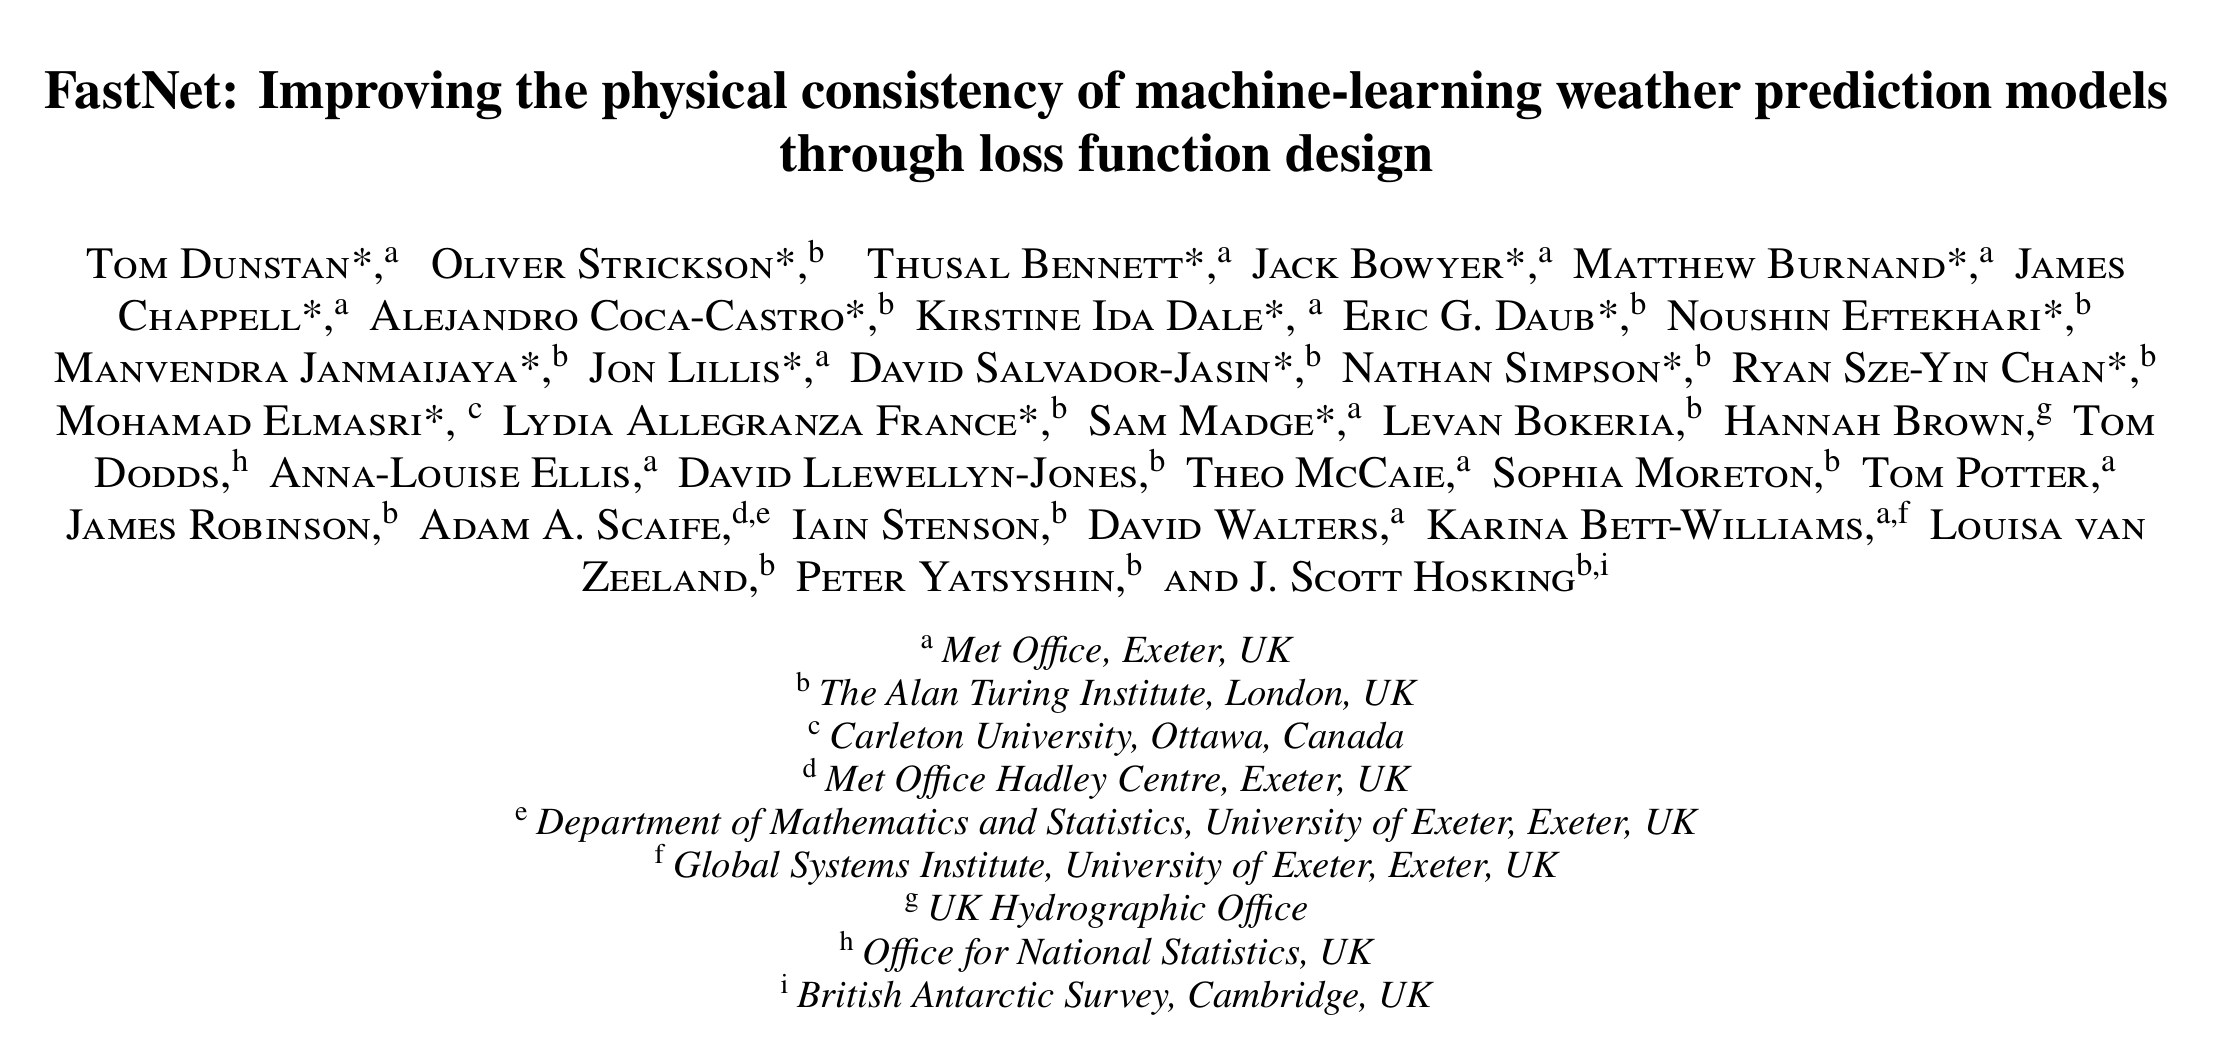 FastNet: Improving the physical consistency of machine-learning weather prediction models
through loss function design
Tom Dunstan*,a Oliver Strickson*,b Thusal Bennett*,a Jack Bowyer*,a Matthew Burnand*,a James
Chappell*,a Alejandro Coca-Castro*,b Kirstine Ida Dale*, a Eric G. Daub*,b Noushin Eftekhari*,b
Manvendra Janmaijaya*,b Jon Lillis*,a David Salvador-Jasin*,b Nathan Simpson*,b Ryan Sze-Yin Chan*,b
Mohamad Elmasri*, c Lydia Allegranza France*,b Sam Madge*,a Levan Bokeria,b Hannah Brown,g Tom
Dodds,h Anna-Louise Ellis,a David Llewellyn-Jones,b Theo McCaie,a Sophia Moreton,b Tom Potter,a
James Robinson,b Adam A. Scaife,d,e Iain Stenson,b David Walters,a Karina Bett-Williams,a,f Louisa van
Zeeland,b Peter Yatsyshin,b and J. Scott Hoskingb,i
a Met Office, Exeter, UK
b The Alan Turing Institute, London, UK
c Carleton University, Ottawa, Canada
d Met Office Hadley Centre, Exeter, UK
e Department of Mathematics and Statistics, University of Exeter, Exeter, UK
f Global Systems Institute, University of Exeter, Exeter, UK
g UK Hydrographic Office
h Office for National Statistics, UK
i British Antarctic Survey, Cambridge, UK